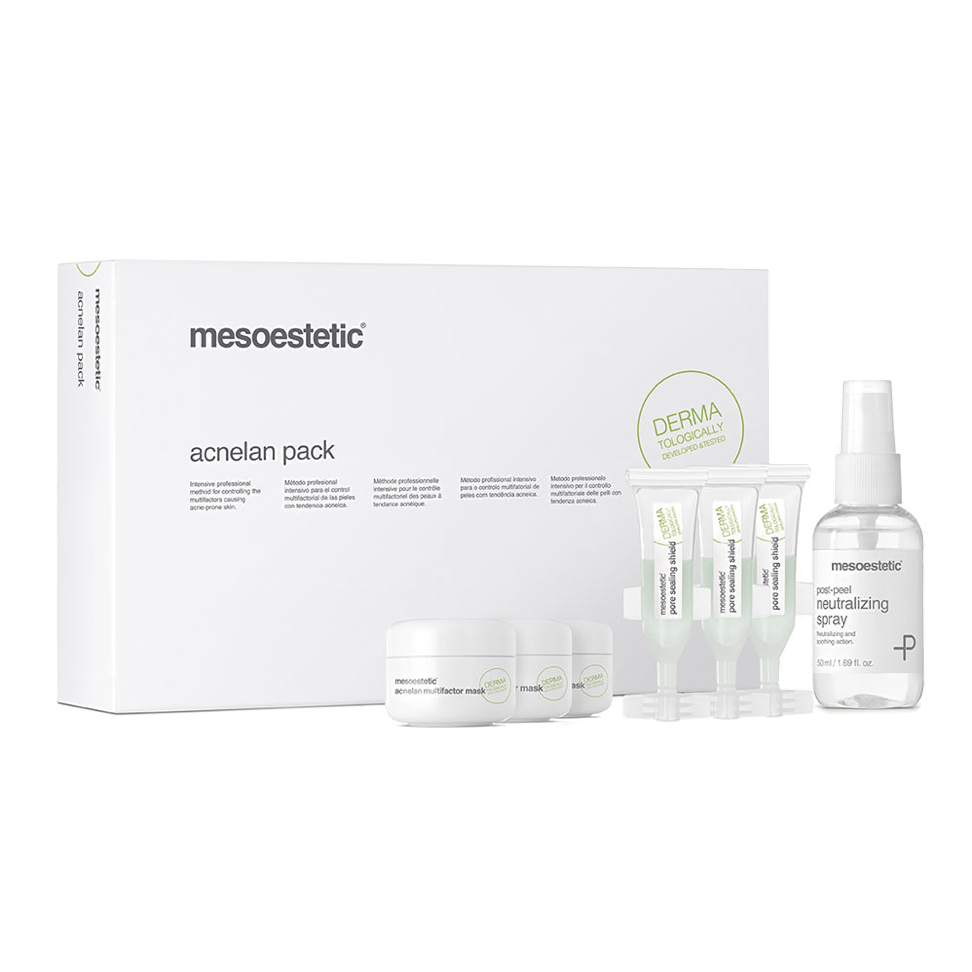 mesoestetic®
acnelan pack
mesoestetic®
acnelan pack
Intensive professional
method for controlling the
multifactors causing
acne-prone skin.
Método profesional
intensivo para el control
multifactorial de las pieles
con tendencia acneica.
Méthode professionnelle
intensive pour le contrôle
multifactoriel des peaux à
tendance acnéique.
Método profissional intensivo
para o controlo multifatorial de
peles com tendência acneica.
Metodo professionale
intensivo per il controllo
multifattoriale delle pelli con
tendenza acneica.
DERMA
TOLOGICALLY
DEVELOPED &TESTED
mesoestetic®
acnelan multifactor mask
DERMA
r mask
DERMA
ask
DERMA
DERMA
mesoestetic®
pore sealing shield
DERMA
mesoestetic®
pore sealing shield
DERMA
stetic®
pore sealing shield
mesoestetic®
post-peel
neutralizing
spray
Neutralizing and
soothing action.
50 ml / 1.69 fl. oz.